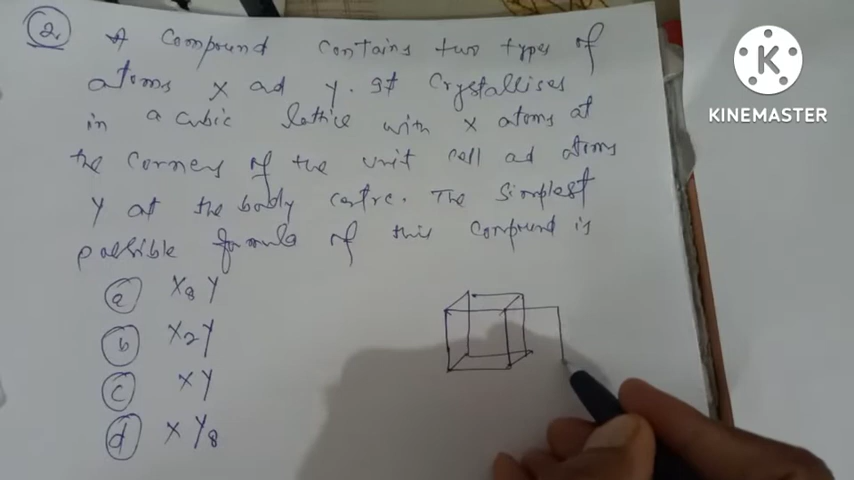 2. A Compound contains two types of
atoms X ad Y. It Crystallises
in a cubic lattice with X atoms at
the corners of the unit cell ad atoms
Y at the body centre. The Simplest
possible formula of this compound is
a X8Y
b X2Y
c XY
d XY8
K
KINEMASTER